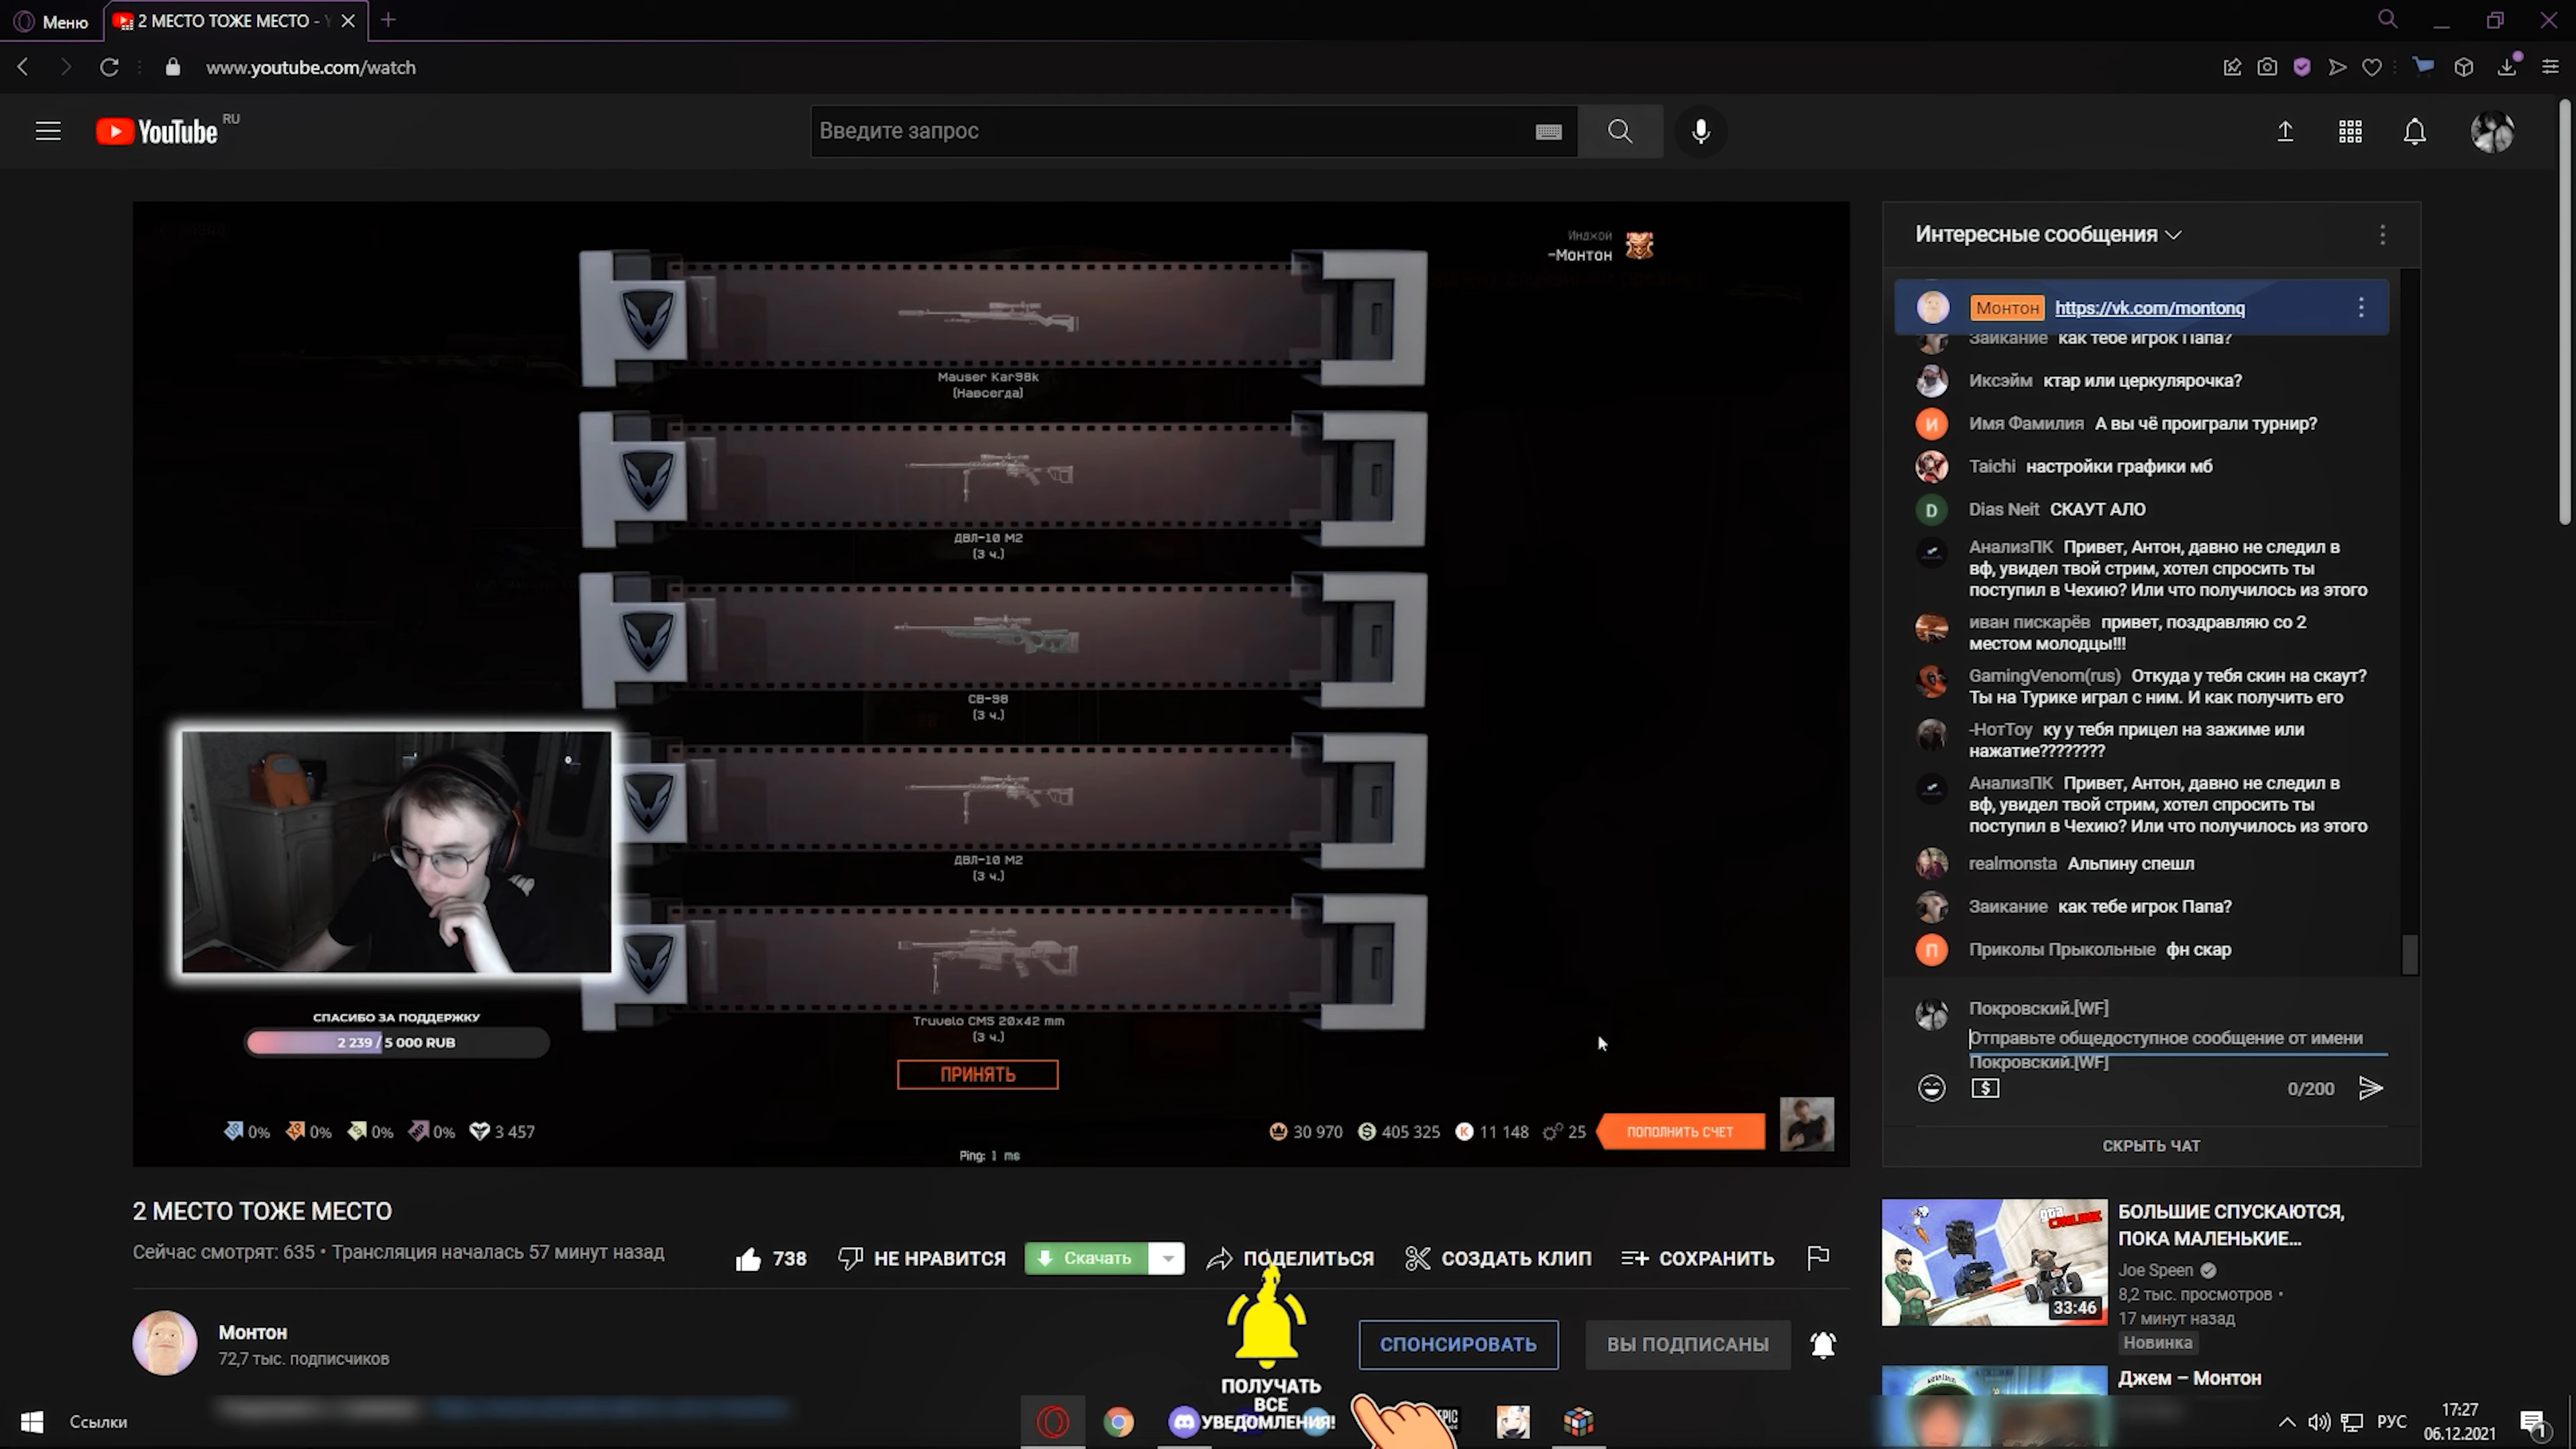 Меню
2 МЕСТО ТОЖЕ МЕСТО - Y
www.youtube.com/watch
YouTube RU
Введите запрос
Инджой
-Монтон
Mauser Kar98k
(Навсегда)
ДВЛ-10 М2
(3 ч.)
СВ-98
(3 ч.)
ДВЛ-10 М2
(3 ч.)
Truvelo CMS 20x42 mm
(3 ч.)
ПРИНЯТЬ
СПАСИБО ЗА ПОДДЕРЖКУ
2 239 / 5 000 RUB
0% 0% 0% 0% 3 457
30 970 405 325 K 11 148 25
ПОПОЛНИТЬ СЧЕТ
Ping: 1 ms
Интересные сообщения
Монтон https://vk.com/montonq
Заикание как тебе игрок Папа?
Иксэйм ктар или церкулярочка?
И Имя Фамилия А вы чё проиграли турнир?
Taichi настройки графики мб
D Dias Neit СКАУТ АЛО
АнализПК Привет, Антон, давно не следил в
вф, увидел твой стрим, хотел спросить ты
поступил в Чехию? Или что получилось из этого
иван пискарёв привет, поздравляю со 2
местом молодцы!!!
GamingVenom(rus) Откуда у тебя скин на скаут?
Ты на Турике играл с ним. И как получить его
-HotToy ку у тебя прицел на зажиме или
нажатие????????
АнализПК Привет, Антон, давно не следил в
вф, увидел твой стрим, хотел спросить ты
поступил в Чехию? Или что получилось из этого
realmonsta Альпину спешл
Заикание как тебе игрок Папа?
П Приколы Прыкольные фн скар
Покровский.[WF]
Отправьте общедоступное сообщение от имени
Покровский.[WF]
0/200
СКРЫТЬ ЧАТ
2 МЕСТО ТОЖЕ МЕСТО
Сейчас смотрят: 635 • Трансляция началась 57 минут назад
738 НЕ НРАВИТСЯ Скачать ПОДЕЛИТЬСЯ СОЗДАТЬ КЛИП СОХРАНИТЬ
Монтон
72,7 тыс. подписчиков
СПОНСИРОВАТЬ
ВЫ ПОДПИСАНЫ
ПОЛУЧАТЬ
ВСЕ
УВЕДОМЛЕНИЯ!
33:46
БОЛЬШИЕ СПУСКАЮТСЯ,
ПОКА МАЛЕНЬКИЕ...
Joe Speen
8,2 тыс. просмотров •
17 минут назад
Новинка
Джем – Монтон
Ссылки
EPIC
РУС
17:27
06.12.2021
1